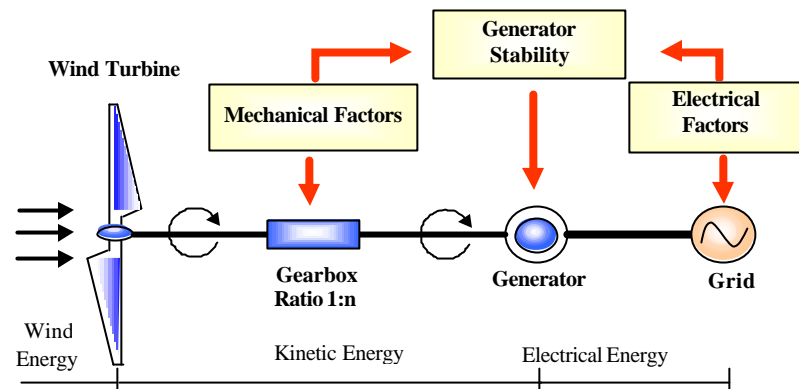 Generator
Stability
Wind Turbine
Mechanical Factors
Electrical
Factors
Gearbox
Ratio 1:n
Generator
Grid
Wind
Energy
Kinetic Energy
Electrical Energy